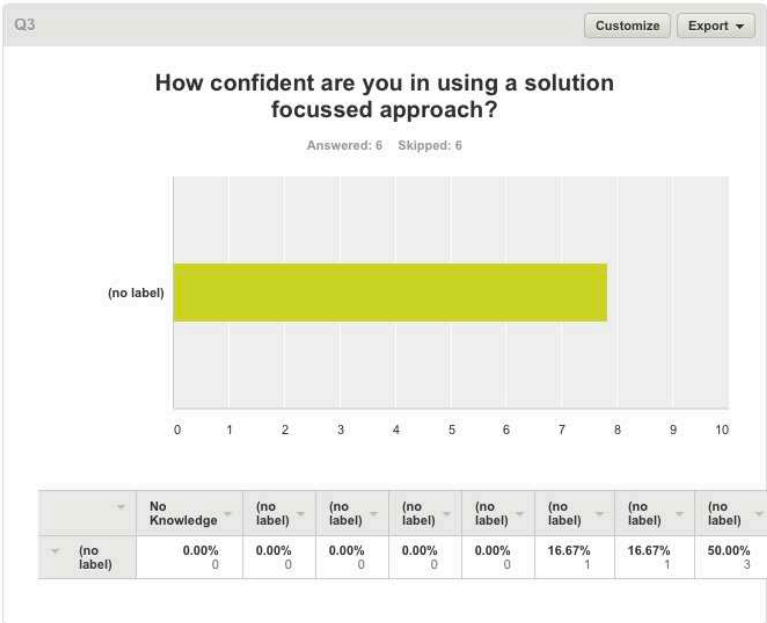 Q3
Customize
Export
How confident are you in using a solution
focussed approach?
Answered: 6 Skipped: 6
(no label)
0 1 2 3 4 5 6 7 8 9 10
No Knowledge (no label) (no label) (no label) (no label) (no label) (no label) (no label)
(no label) 0.00% 0.00% 0.00% 0.00% 0.00% 16.67% 16.67% 50.00%
0 0 0 0 0 1 1 3